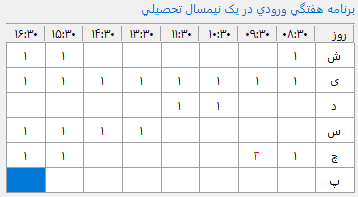 برنامه هفتگي ورودي در يک نيمسال تحصيلي
روز ۰۸:۳۰ ۰۹:۳۰ ۱۰:۳۰ ۱۱:۳۰ ۱۳:۳۰ ۱۴:۳۰ ۱۵:۳۰ ۱۶:۳۰
ش ۱ ۱ ۱
ی ۱ ۱ ۱ ۱ ۱ ۱ ۱ ۱
د ۱ ۱
س ۱ ۱ ۱ ۱
چ ۱ ۲ ۱ ۱
پ